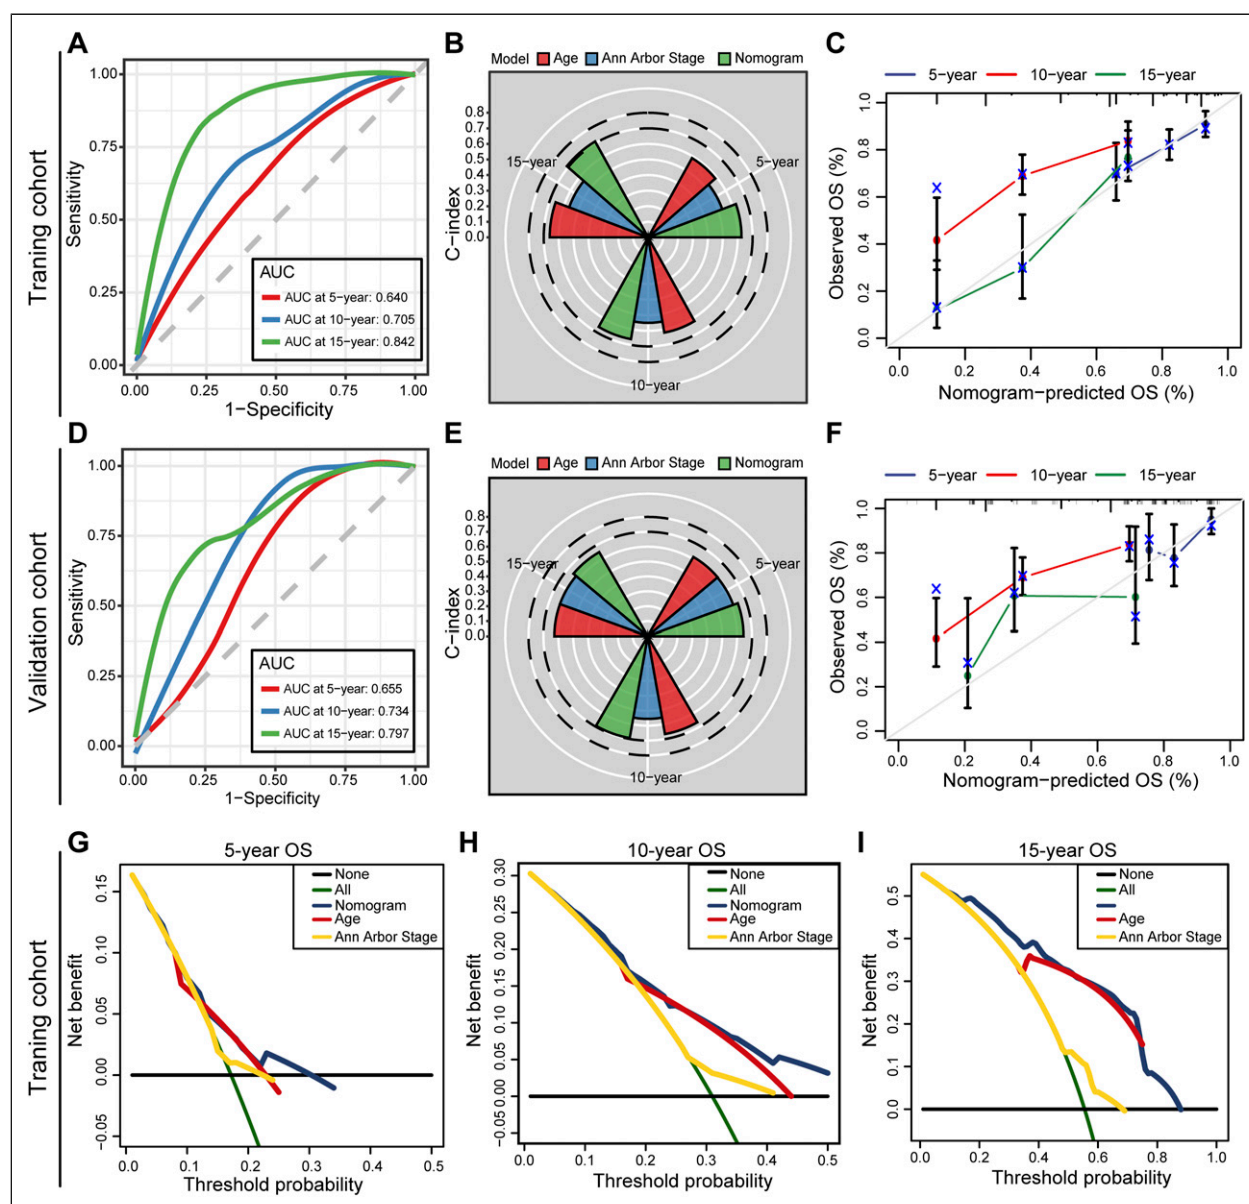 A
Traning cohort
Sensitivity
1.00
0.75
0.50
0.25
0.00
AUC
AUC at 5-year: 0.640
AUC at 10-year: 0.705
AUC at 15-year: 0.842
0.00 0.25 0.50 0.75 1.00
1-Specificity
B
Model Age Ann Arbor Stage Nomogram
C-index
0.8
0.7
0.6
0.5
0.4
0.3
0.2
0.1
0.0
15-year
5-year
10-year
C
5-year 10-year 15-year
Observed OS (%)
1.0
0.8
0.6
0.4
0.2
0.0
0.0 0.2 0.4 0.6 0.8 1.0
Nomogram-predicted OS (%)
D
Validation cohort
Sensitivity
1.00
0.75
0.50
0.25
0.00
AUC
AUC at 5-year: 0.655
AUC at 10-year: 0.734
AUC at 15-year: 0.797
0.00 0.25 0.50 0.75 1.00
1-Specificity
E
Model Age Ann Arbor Stage Nomogram
C-index
0.8
0.7
0.6
0.5
0.4
0.3
0.2
0.1
0.0
15-year
5-year
10-year
F
5-year 10-year 15-year
Observed OS (%)
1.0
0.8
0.6
0.4
0.2
0.0
0.0 0.2 0.4 0.6 0.8 1.0
Nomogram-predicted OS (%)
G
Traning cohort
5-year OS
None
All
Nomogram
Age
Ann Arbor Stage
Net benefit
0.15
0.10
0.05
0.00
-0.05
0.0 0.1 0.2 0.3 0.4 0.5
Threshold probability
H
10-year OS
None
All
Nomogram
Age
Ann Arbor Stage
Net benefit
0.30
0.25
0.20
0.15
0.10
0.05
0.00
-0.05
0.0 0.1 0.2 0.3 0.4 0.5
Threshold probability
I
15-year OS
None
All
Age
Ann Arbor Stage
Net benefit
0.5
0.4
0.3
0.2
0.1
0.0
0.0 0.2 0.4 0.6 0.8 1.0
Threshold probability